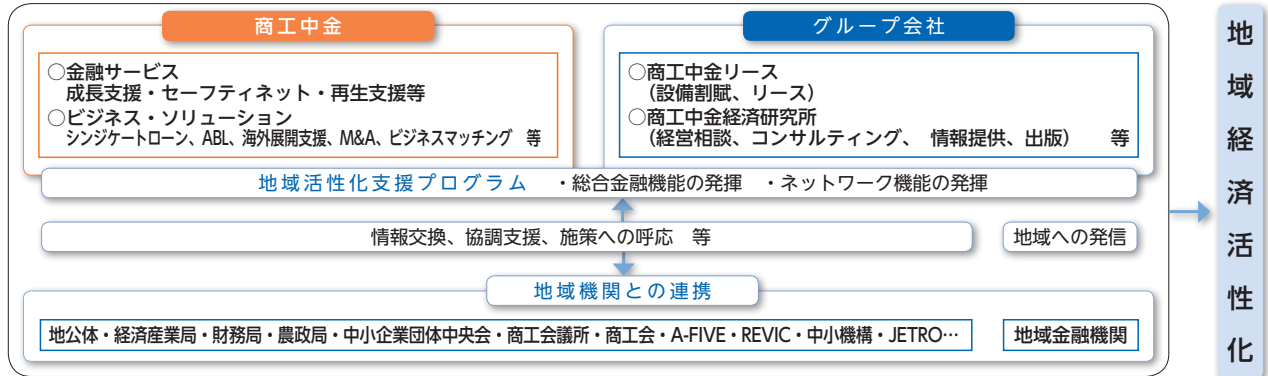 商工中金
○金融サービス
成長支援・セーフティネット・再生支援等
○ビジネス・ソリューション
シンジケートローン、ABL、海外展開支援、M&A、ビジネスマッチング 等
グループ会社
○商工中金リース
（設備割賦、リース）
○商工中金経済研究所
（経営相談、コンサルティング、 情報提供、出版） 等
地域活性化支援プログラム ・総合金融機能の発揮 ・ネットワーク機能の発揮
情報交換、協調支援、施策への呼応 等
地域への発信
地域機関との連携
地公体・経済産業局・財務局・農政局・中小企業団体中央会・商工会議所・商工会・A-FIVE・REVIC・中小機構・JETRO…
地域金融機関
地域経済活性化